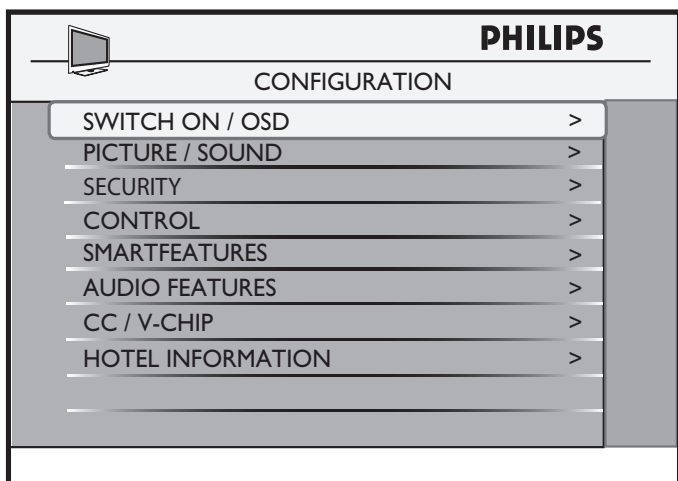 PHILIPS
CONFIGURATION
SWITCH ON / OSD >
PICTURE / SOUND >
SECURITY >
CONTROL >
SMARTFEATURES >
AUDIO FEATURES >
CC / V-CHIP >
HOTEL INFORMATION >